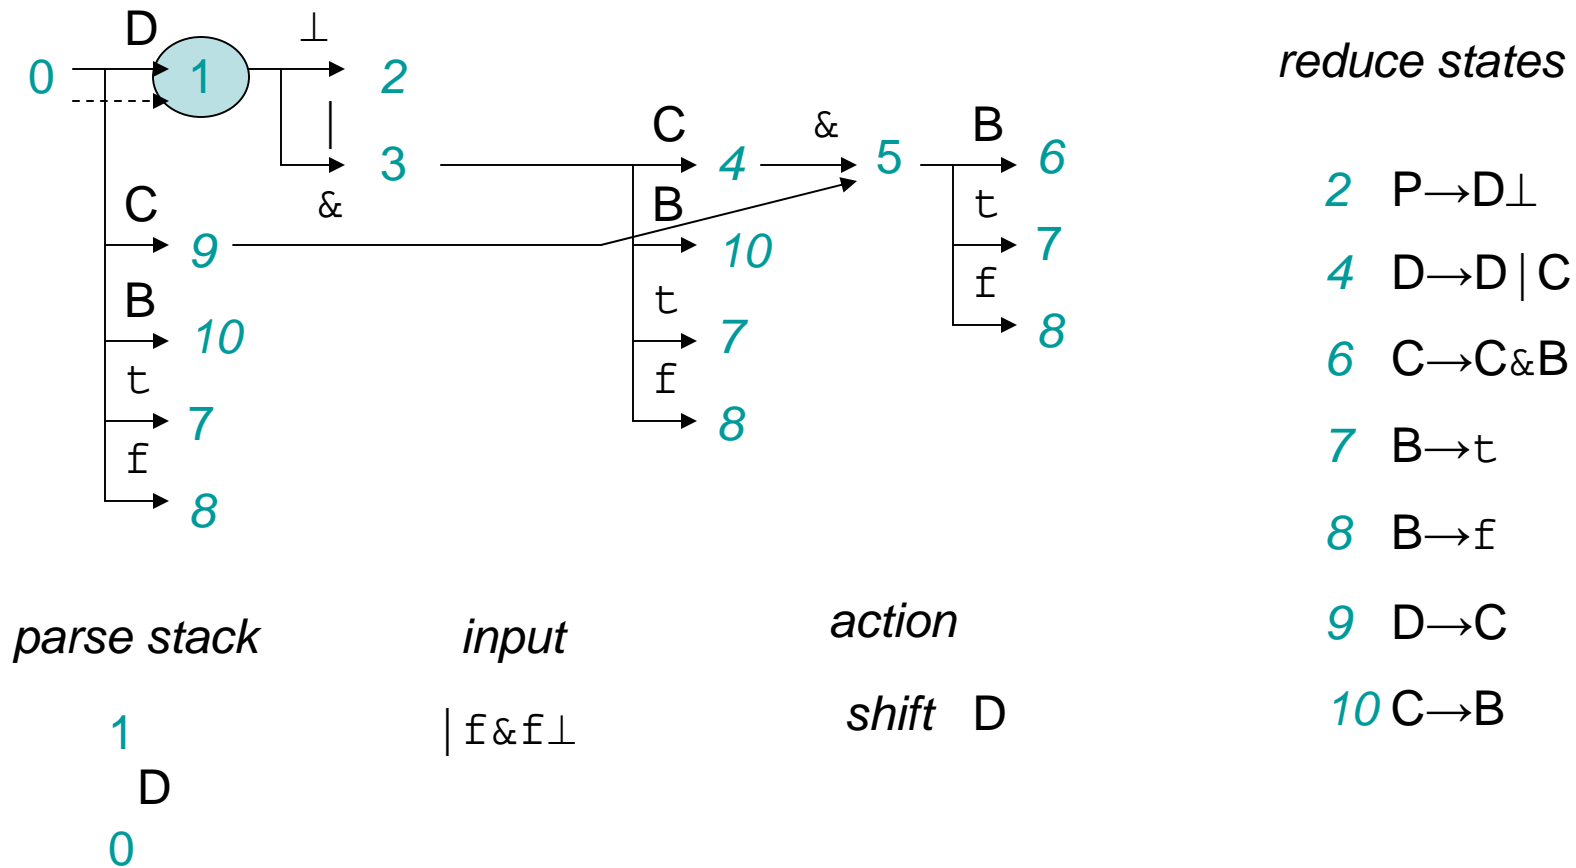 D ⊥
0 1 2
|
3
&
C & B
4 5 6
C B t
9 10 7
B t f
10 7 8
t f
7 8
f
8
reduce states
2 P→D⊥
4 D→D|C
6 C→C&B
7 B→t
8 B→f
9 D→C
10 C→B
parse stack input action
1 |f&f⊥ shift D
D
0